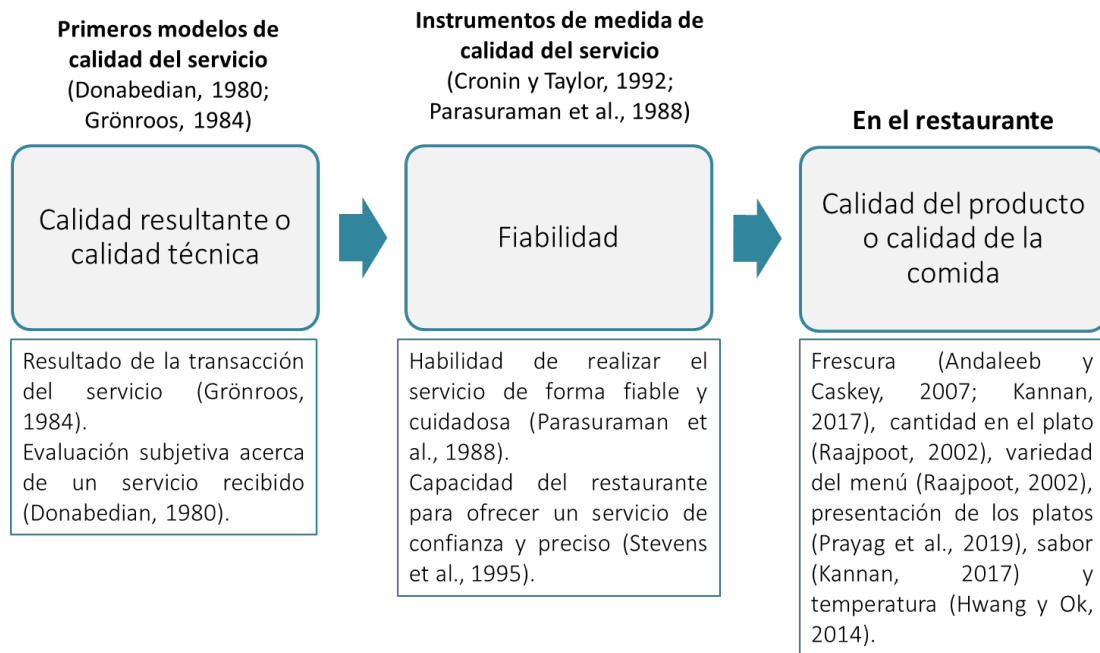 Primeros modelos de
calidad del servicio
(Donabedian, 1980;
Grönroos, 1984)
Calidad resultante o
calidad técnica
Resultado de la transacción
del servicio (Grönroos,
1984).
Evaluación subjetiva acerca
de un servicio recibido
(Donabedian, 1980).
Instrumentos de medida de
calidad del servicio
(Cronin y Taylor, 1992;
Parasuraman et al., 1988)
Fiabilidad
Habilidad de realizar el
servicio de forma fiable y
cuidadosa (Parasuraman et
al., 1988).
Capacidad del restaurante
para ofrecer un servicio de
confianza y preciso (Stevens
et al., 1995).
En el restaurante
Calidad del producto
o calidad de la
comida
Frescura (Andaleeb y
Caskey, 2007; Kannan,
2017), cantidad en el plato
(Raajpoot, 2002), variedad
del menú (Raajpoot, 2002),
presentación de los platos
(Prayag et al., 2019), sabor
(Kannan, 2017) y
temperatura (Hwang y Ok,
2014).